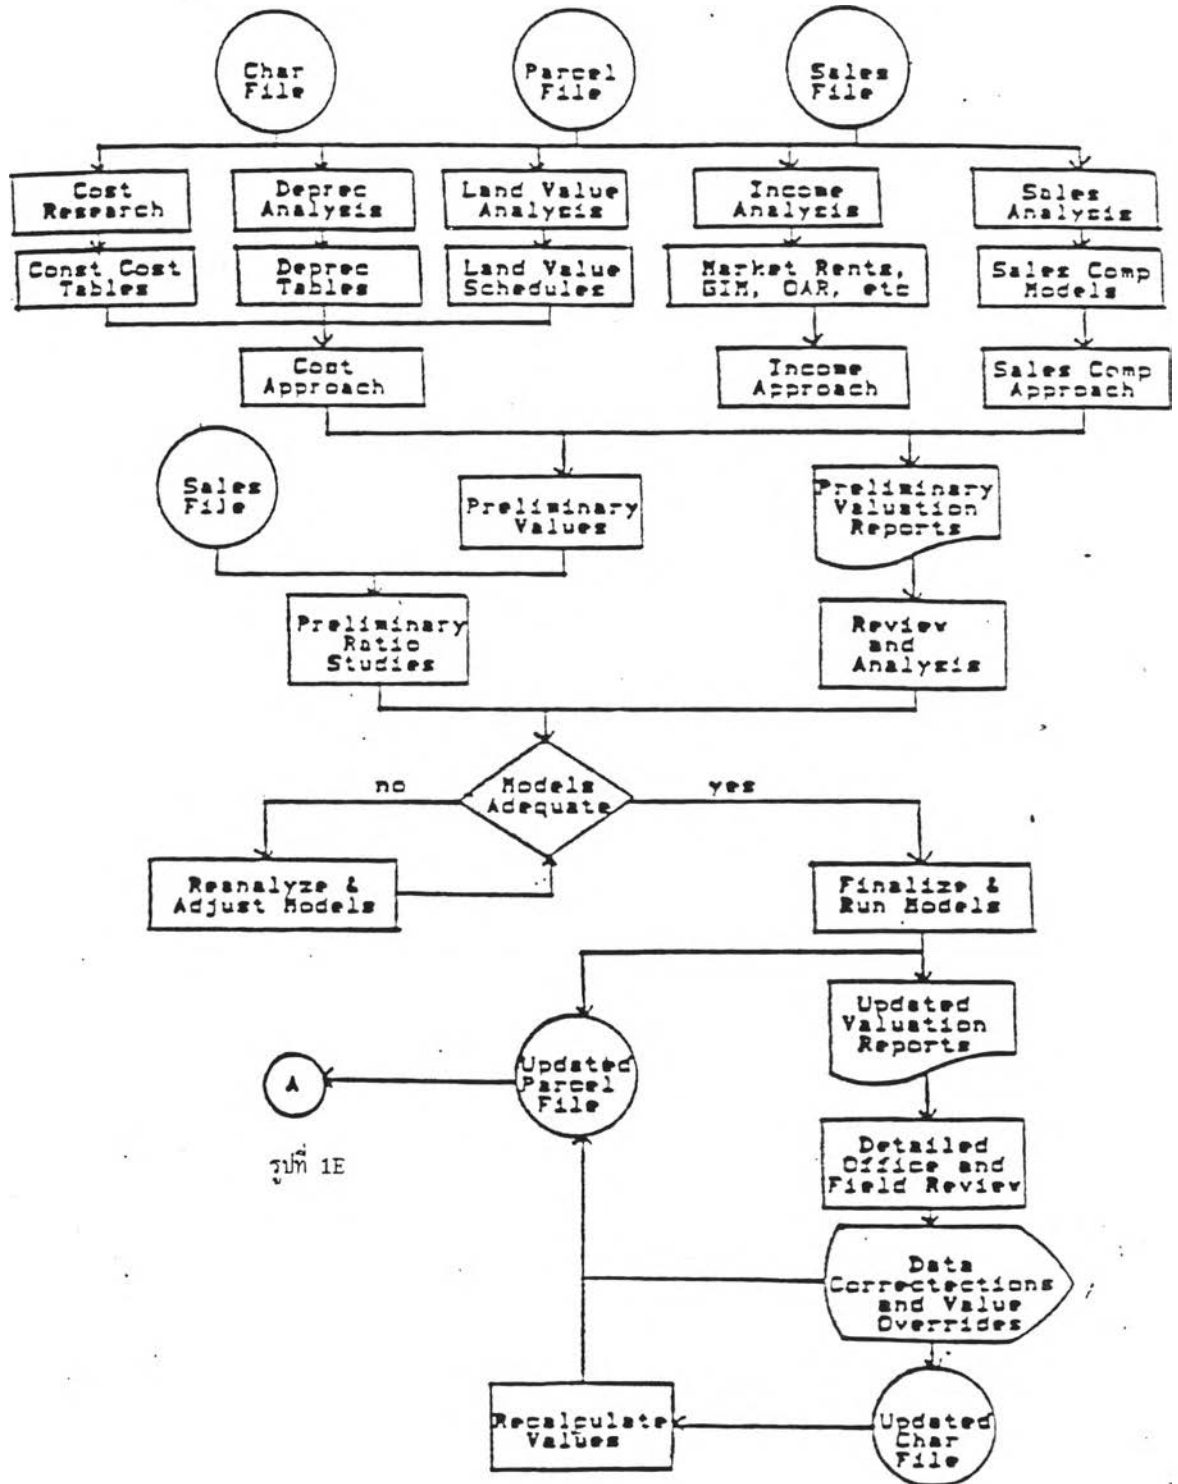 Char
File
Parcel
File
Sales
File
Cost
Research
Deprec
Analysis
Land Value
Analysis
Income
Analysis
Sales
Analysis
Const Cost
Tables
Deprec
Tables
Land Value
Schedules
Market Rents,
GIM, OAR, etc
Sales Comp
Models
Cost
Approach
Income
Approach
Sales Comp
Approach
Sales
File
Preliminary
Values
Preliminary
Valuation
Reports
Preliminary
Ratio
Studies
Review
and
Analysis
no
Models
Adequate
yes
Reanalyze &
Adjust Models
Finalize &
Run Models
Updated
Valuation
Reports
A
Updated
Parcel
File
รูปที่ 1E
Detailed
Office and
Field Review
Data
Correctections
and Value
Overrides
Recalculate
Values
Updated
Char
File